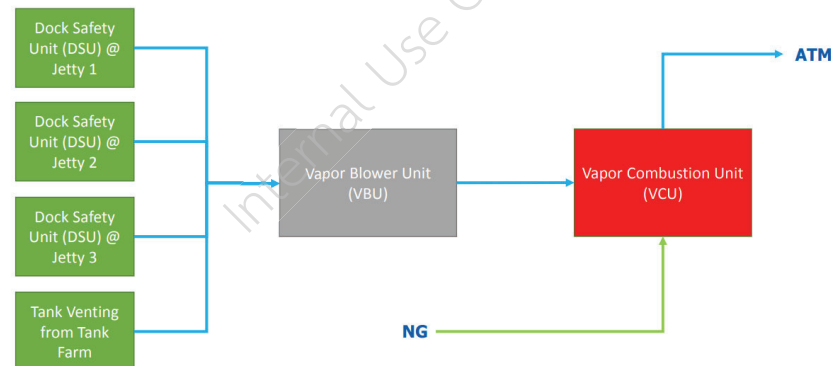 Dock Safety
Unit (DSU) @
Jetty 1
ATM
Dock Safety
Unit (DSU) @
Jetty 2
Vapor Blower Unit
(VBU)
Vapor Combustion Unit
(VCU)
Dock Safety
Unit (DSU) @
Jetty 3
Tank Venting
from Tank
Farm
NG
Internal Use